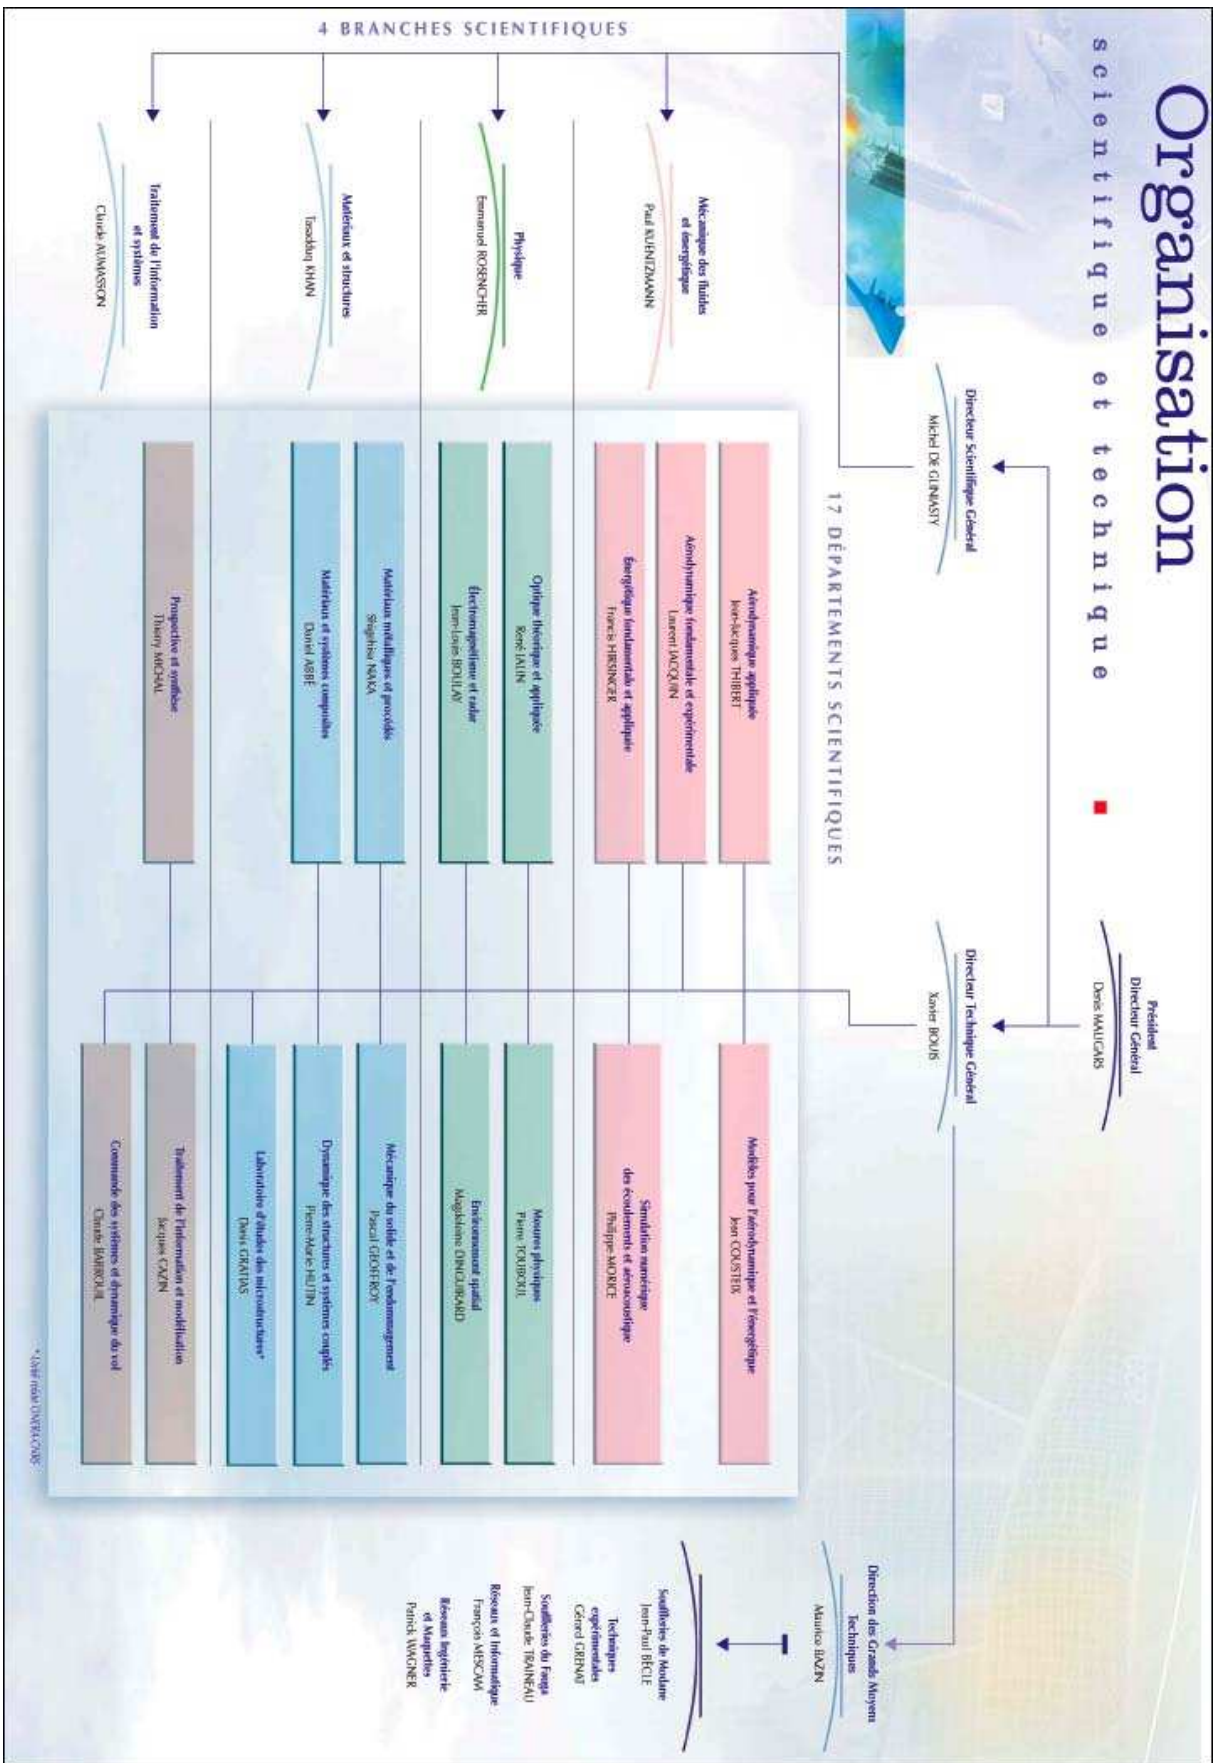 Organisation
scientifique et technique
Président
Directeur Général
Denis MAUGARS
Directeur Scientifique Général
Michel DE GLINIASTY
Directeur Technique Général
Xavier BOUIS
Direction des Grands Moyens
Techniques
Maurice BAZIN
4 BRANCHES SCIENTIFIQUES
17 DÉPARTEMENTS SCIENTIFIQUES
Mécanique des fluides
et énergétique
Paul KUENTZMANN
Aérodynamique appliquée
Jean-Jacques THIBERT
Modèles pour l'aérodynamique et l'énergétique
Jean COUSTEIX
Aérodynamique fondamentale et expérimentale
Laurent JACQUIN
Énergétique fondamentale et appliquée
Francis HIRSINGER
Simulation numérique
des écoulements et aéroacoustique
Philippe MORICE
Physique
Emmanuel ROSENCHER
Optique théorique et appliquée
René JALIN
Mesures physiques
Pierre TOUBOUL
Électromagnétisme et radar
Jean-Louis BOULAY
Environnement spatial
Magdeleine DINGUIRARD
Matériaux et structures
Tasadduq KHAN
Matériaux métalliques et procédés
Shigehisa NAKA
Mécanique du solide et de l'endommagement
Pascal GEOFFROY
Matériaux et systèmes composites
Daniel ABBÉ
Dynamique des structures et systèmes couplés
Pierre-Marie HUTIN
Laboratoire d'études des microstructures*
Denis GRATIAS
Traitement de l'information
et systèmes
Claude AUMASSON
Prospective et synthèse
Thierry MICHAL
Traitement de l'information et modélisation
Jacques CAZIN
Commande des systèmes et dynamique du vol
Claude BARROUIL
Souffleries de Modane
Jean-Paul BÉCLE
Techniques
expérimentales
Gérard GRENAT
Souffleries du Fauga
Jean-Claude TRAINEAU
Réseaux et Informatique
François MESCAM
Réseaux Ingénierie
et Maquettes
Patrick WAGNER
* Unité mixte ONERA-CNRS